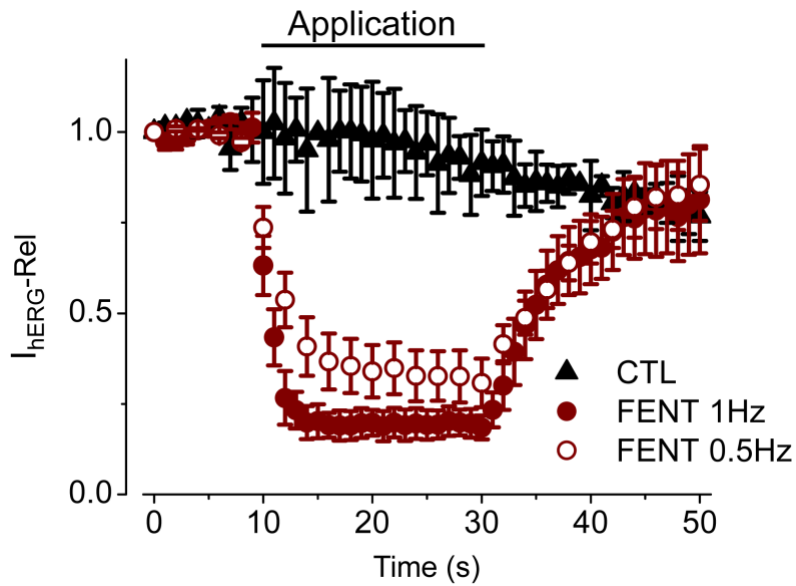 Application
1.0
0.5
0.0
I_hERG-Rel
CTL
FENT 1Hz
FENT 0.5Hz
0 10 20 30 40 50
Time (s)